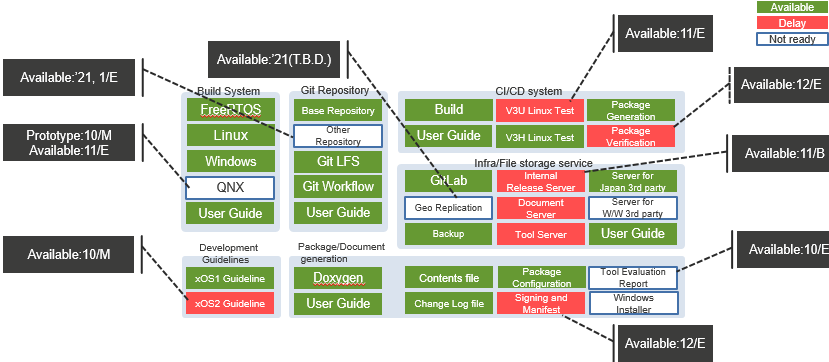 Available
Delay
Not ready
Available:'21(T.B.D.)
Available:11/E
Available:'21, 1/E
Available:12/E
Prototype:10/M
Available:11/E
Available:11/B
Available:10/M
Available:10/E
Available:12/E
Build System
FreeRTOS
Linux
Windows
QNX
User Guide
Git Repository
Base Repository
Other
Repository
Git LFS
Git Workflow
User Guide
CI/CD system
Build
V3U Linux Test
Package
Generation
User Guide
V3H Linux Test
Package
Verification
Infra/File storage service
GitLab
Internal
Release Server
Server for
Japan 3rd party
Geo Replication
Document
Server
Server for
W/W 3rd party
Backup
Tool Server
User Guide
Development
Guidelines
xOS1 Guideline
xOS2 Guideline
Package/Document
generation
Doxygen
User Guide
Contents file
Package
Configuration
Tool Evaluation
Report
Change Log file
Signing and
Manifest
Windows
Installer